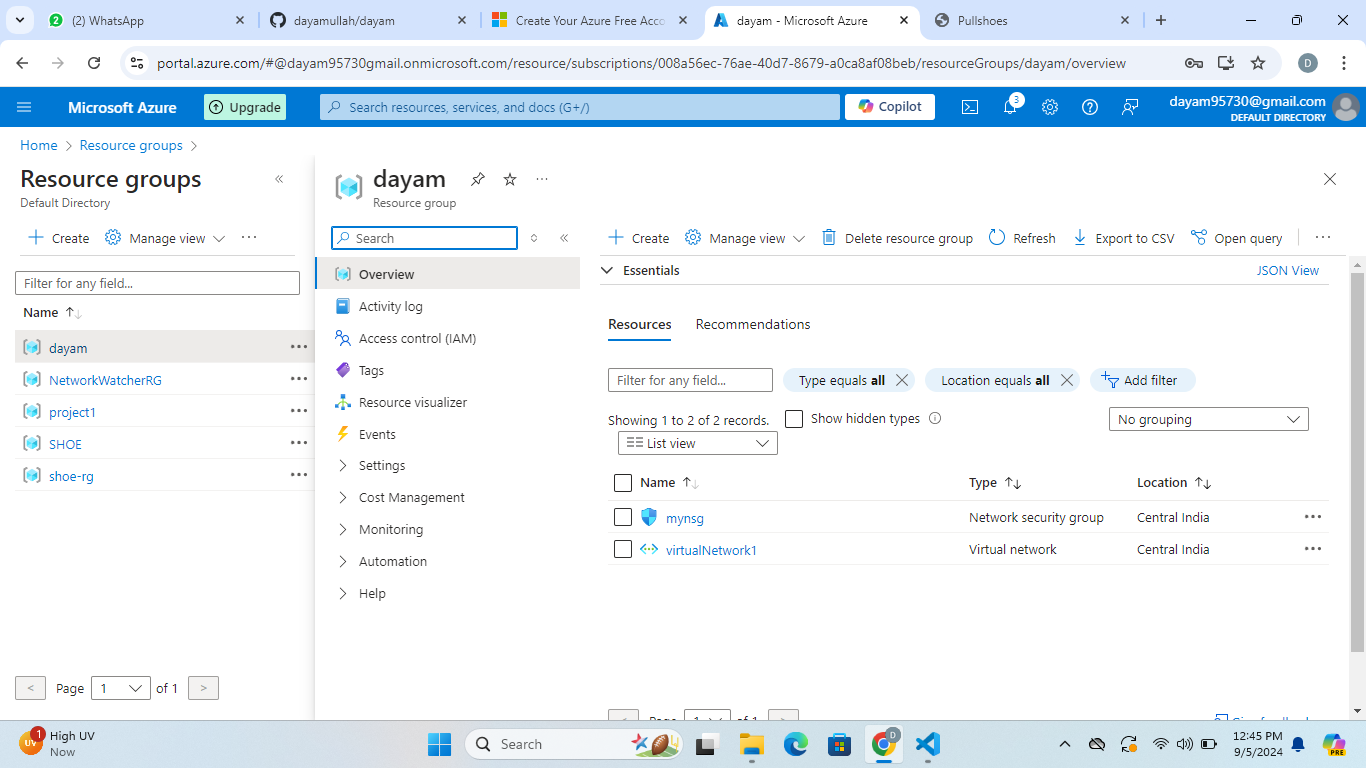 (2) WhatsApp
dayamullah/dayam
Create Your Azure Free Acco
dayam - Microsoft Azure
Pullshoes
portal.azure.com/#@dayam95730gmail.onmicrosoft.com/resource/subscriptions/008a56ec-76ae-40d7-8679-a0ca8af08beb/resourceGroups/dayam/overview
D
Microsoft Azure
Upgrade
Search resources, services, and docs (G+/)
Copilot
3
dayam95730@gmail.com
DEFAULT DIRECTORY
Home > Resource groups >
Resource groups
Default Directory
Create
Manage view
Filter for any field...
Name
dayam
NetworkWatcherRG
project1
SHOE
shoe-rg
< Page 1 of 1 >
dayam
Resource group
Search
Overview
Activity log
Access control (IAM)
Tags
Resource visualizer
Events
Settings
Cost Management
Monitoring
Automation
Help
Create
Manage view
Delete resource group
Refresh
Export to CSV
Open query
Essentials
JSON View
Resources
Recommendations
Filter for any field...
Type equals all
Location equals all
Add filter
Showing 1 to 2 of 2 records.
Show hidden types
No grouping
List view
Name Type Location
mynsg Network security group Central India
virtualNetwork1 Virtual network Central India
1
High UV
Now
Search
D
PRE
12:45 PM
9/5/2024